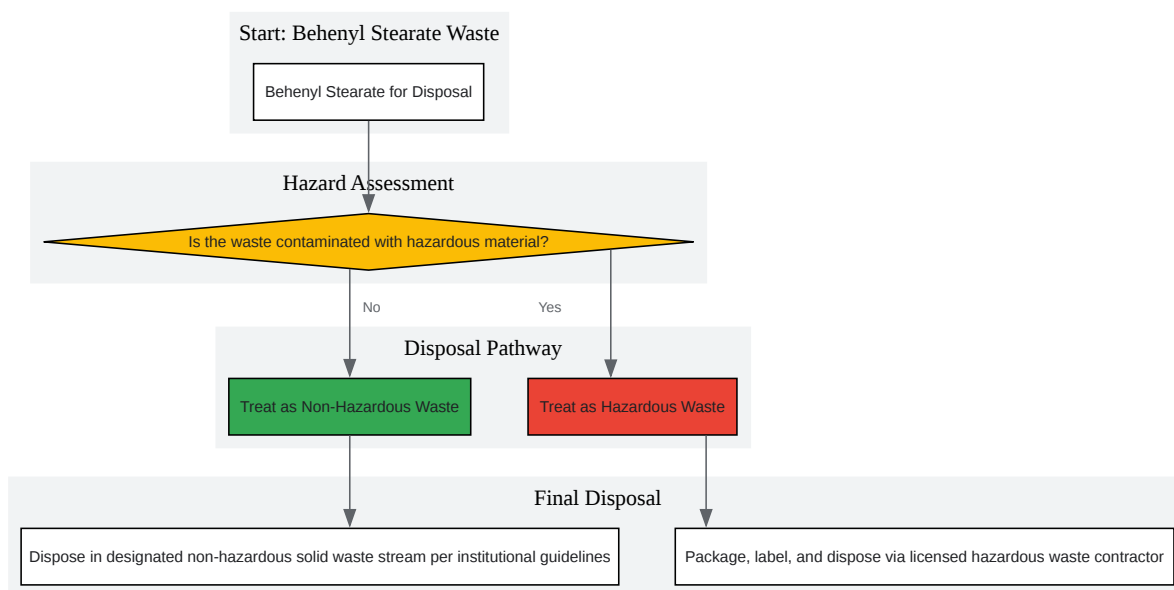 Start: Behenyl Stearate Waste
Behenyl Stearate for Disposal
Hazard Assessment
Is the waste contaminated with hazardous material?
No
Yes
Disposal Pathway
Treat as Non-Hazardous Waste
Treat as Hazardous Waste
Final Disposal
Dispose in designated non-hazardous solid waste stream per institutional guidelines
Package, label, and dispose via licensed hazardous waste contractor